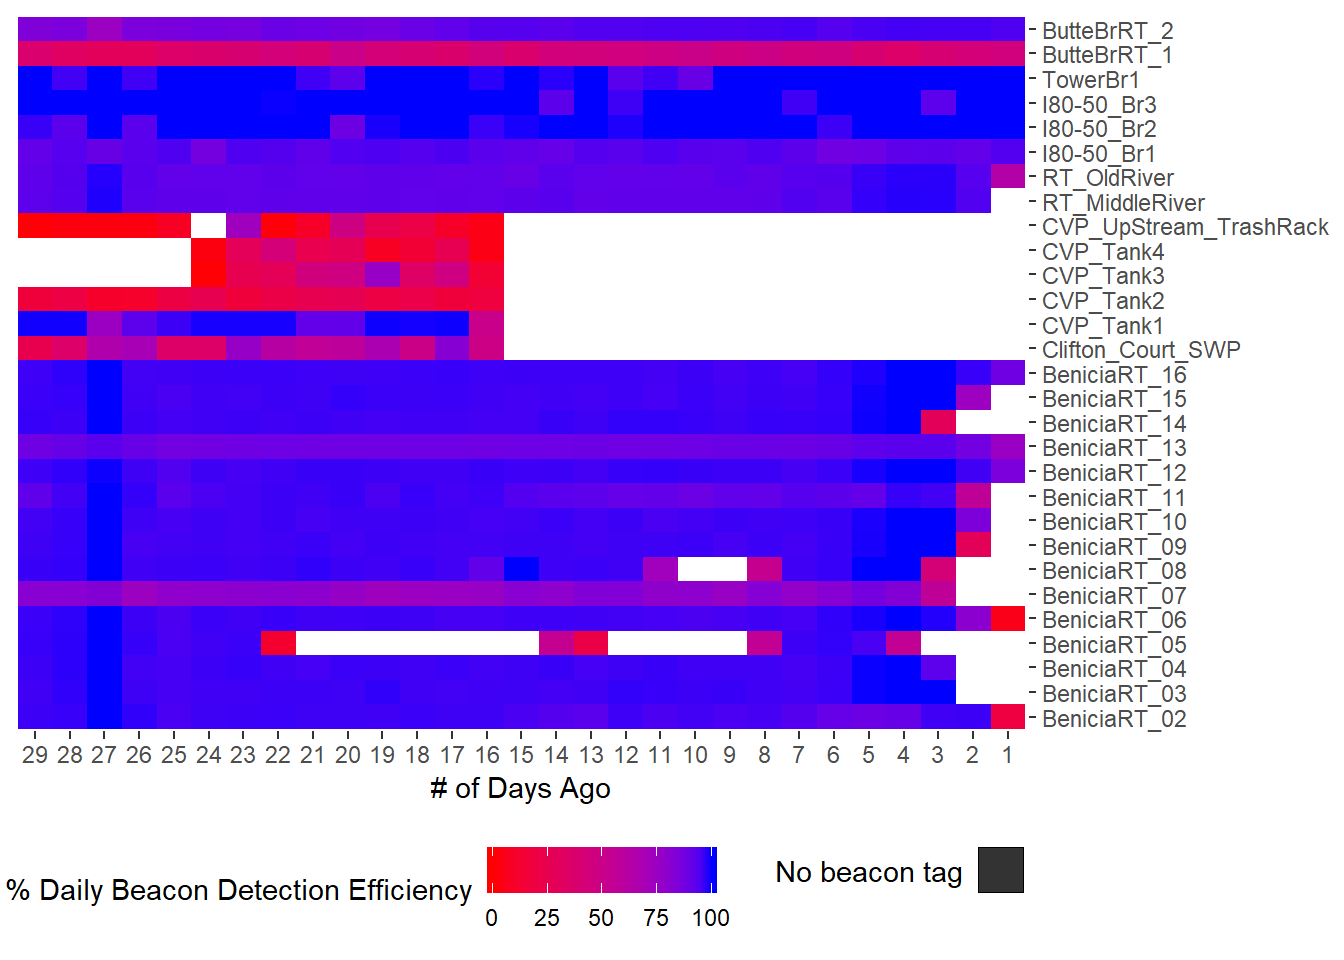 ButteBrRT_2
ButteBrRT_1
TowerBr1
I80-50_Br3
I80-50_Br2
I80-50_Br1
RT_OldRiver
RT_MiddleRiver
CVP_UpStream_TrashRack
CVP_Tank4
CVP_Tank3
CVP_Tank2
CVP_Tank1
Clifton_Court_SWP
BeniciaRT_16
BeniciaRT_15
BeniciaRT_14
BeniciaRT_13
BeniciaRT_12
BeniciaRT_11
BeniciaRT_10
BeniciaRT_09
BeniciaRT_08
BeniciaRT_07
BeniciaRT_06
BeniciaRT_05
BeniciaRT_04
BeniciaRT_03
BeniciaRT_02
29 28 27 26 25 24 23 22 21 20 19 18 17 16 15 14 13 12 11 10 9 8 7 6 5 4 3 2 1
# of Days Ago
% Daily Beacon Detection Efficiency
0 25 50 75 100
No beacon tag